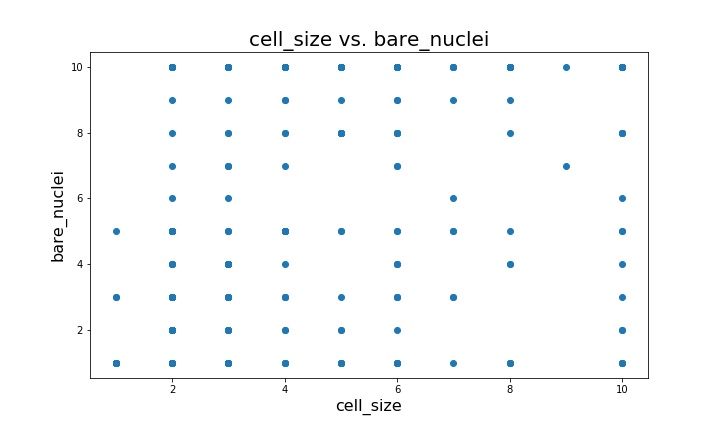 cell_size vs. bare_nuclei
10
8
6
4
2
bare_nuclei
2 4 6 8 10
cell_size